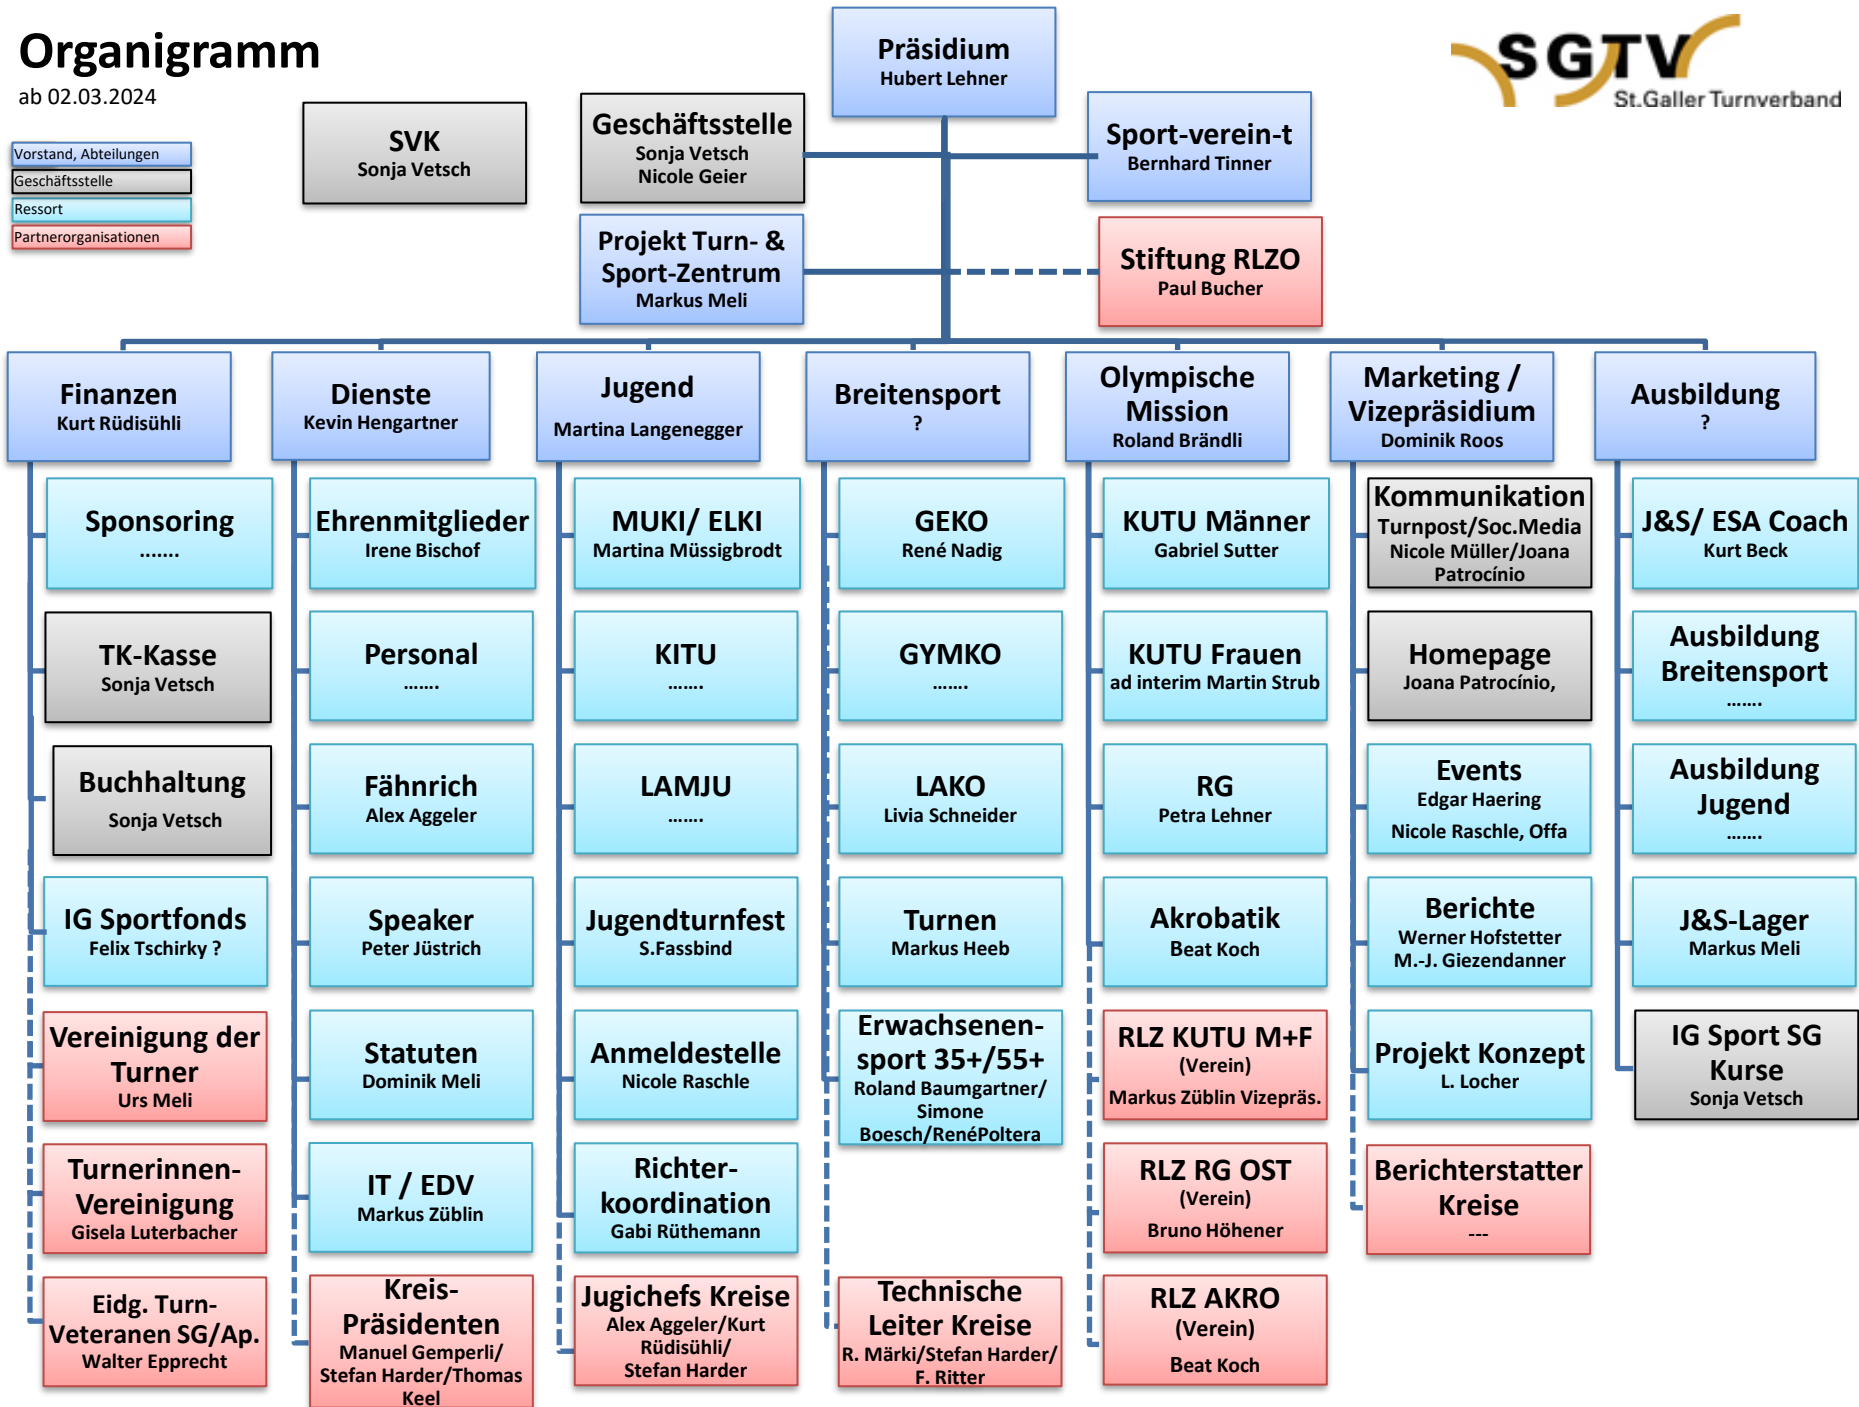 Organigramm
ab 02.03.2024
Vorstand, Abteilungen
Geschäftsstelle
Ressort
Partnerorganisationen
SGTV
St.Galler Turnverband
Präsidium
Hubert Lehner
SVK
Sonja Vetsch
Geschäftsstelle
Sonja Vetsch
Nicole Geier
Sport-verein-t
Bernhard Tinner
Projekt Turn- &
Sport-Zentrum
Markus Meli
Stiftung RLZO
Paul Bucher
Finanzen
Kurt Rüdisühli
Sponsoring
.......
TK-Kasse
Sonja Vetsch
Buchhaltung
Sonja Vetsch
IG Sportfonds
Felix Tschirky ?
Vereinigung der
Turner
Urs Meli
Turnerinnen-
Vereinigung
Gisela Luterbacher
Eidg. Turn-
Veteranen SG/Ap.
Walter Epprecht
Dienste
Kevin Hengartner
Ehrenmitglieder
Irene Bischof
Personal
.......
Fähnrich
Alex Aggeler
Speaker
Peter Jüstrich
Statuten
Dominik Meli
IT / EDV
Markus Züblin
Kreis-
Präsidenten
Manuel Gemperli/
Stefan Harder/Thomas
Keel
Jugend
Martina Langenegger
MUKI/ ELKI
Martina Müssigbrodt
KITU
.......
LAMJU
.......
Jugendturnfest
S.Fassbind
Anmeldestelle
Nicole Raschle
Richter-
koordination
Gabi Rüthemann
Jugichefs Kreise
Alex Aggeler/Kurt
Rüdisühli/
Stefan Harder
Breitensport
?
GEKO
René Nadig
GYMKO
.......
LAKO
Livia Schneider
Turnen
Markus Heeb
Erwachsenen-
sport 35+/55+
Roland Baumgartner/
Simone
Boesch/RenéPoltera
Technische
Leiter Kreise
R. Märki/Stefan Harder/
F. Ritter
Olympische
Mission
Roland Brändli
KUTU Männer
Gabriel Sutter
KUTU Frauen
ad interim Martin Strub
RG
Petra Lehner
Akrobatik
Beat Koch
RLZ KUTU M+F
(Verein)
Markus Züblin Vizepräs.
RLZ RG OST
(Verein)
Bruno Höhener
RLZ AKRO
(Verein)
Beat Koch
Marketing /
Vizepräsidium
Dominik Roos
Kommunikation
Turnpost/Soc.Media
Nicole Müller/Joana
Patrocínio
Homepage
Joana Patrocínio,
Events
Edgar Haering
Nicole Raschle, Offa
Berichte
Werner Hofstetter
M.-J. Giezendanner
Projekt Konzept
L. Locher
Berichterstatter
Kreise
---
Ausbildung
?
J&S/ ESA Coach
Kurt Beck
Ausbildung
Breitensport
.......
Ausbildung
Jugend
.......
J&S-Lager
Markus Meli
IG Sport SG
Kurse
Sonja Vetsch